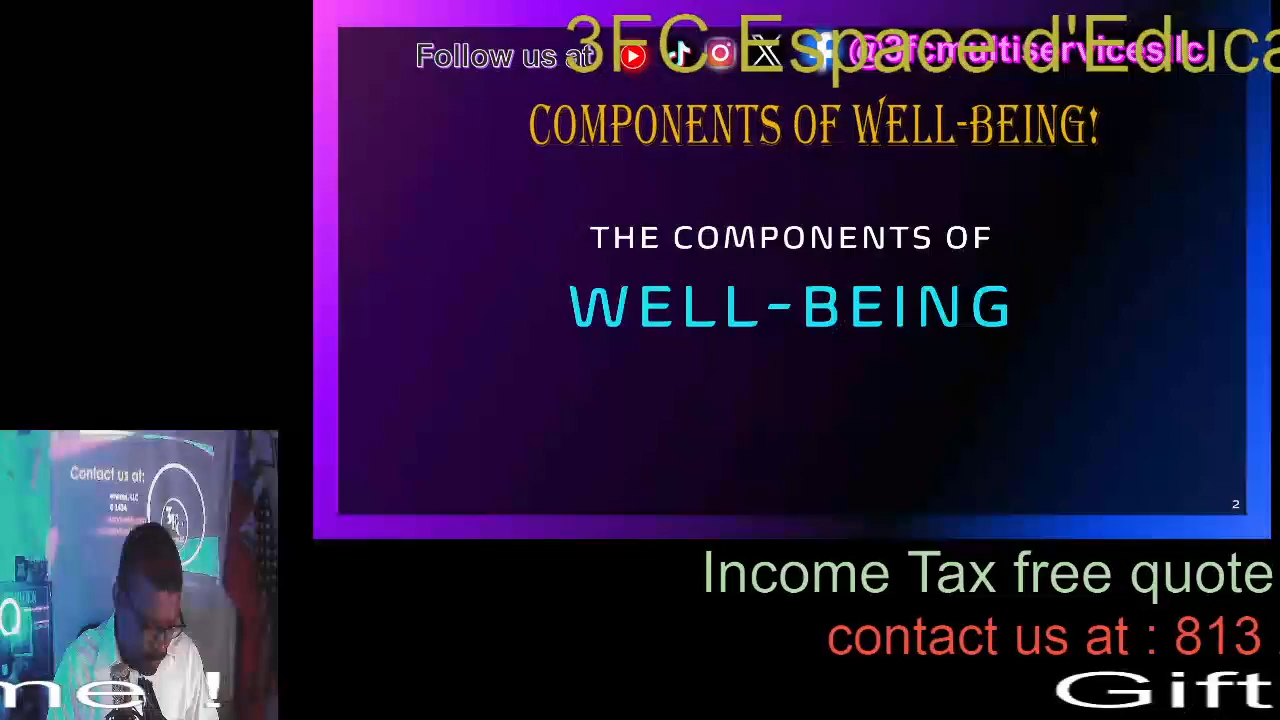 3FC Espace d'Educa
Follow us at @3fcmultiservicesllc
COMPONENTS OF WELL-BEING!
THE COMPONENTS OF
WELL-BEING
2
Contact us at:
Income Tax free quote
contact us at : 813
me !
Gift